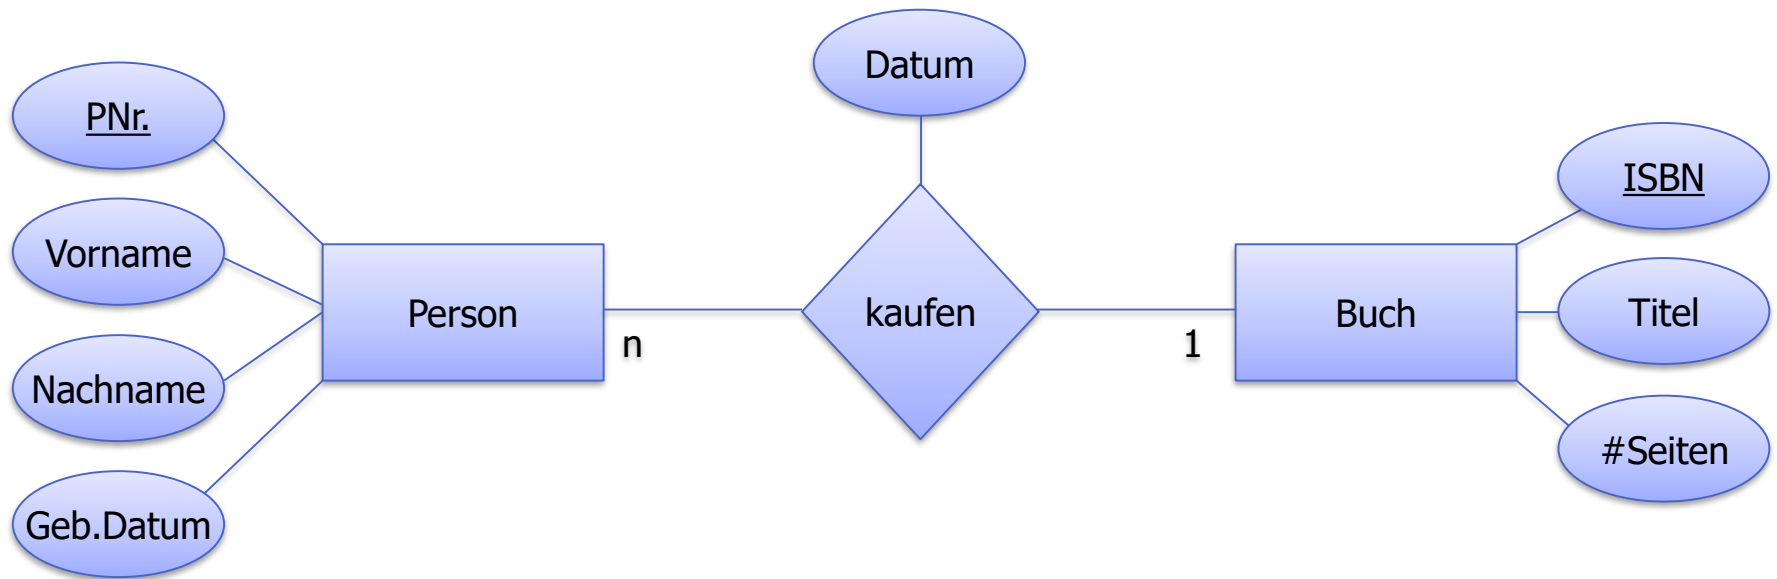 PNr.
Vorname
Nachname
Geb.Datum
Person
n
Datum
kaufen
1
Buch
ISBN
Titel
#Seiten